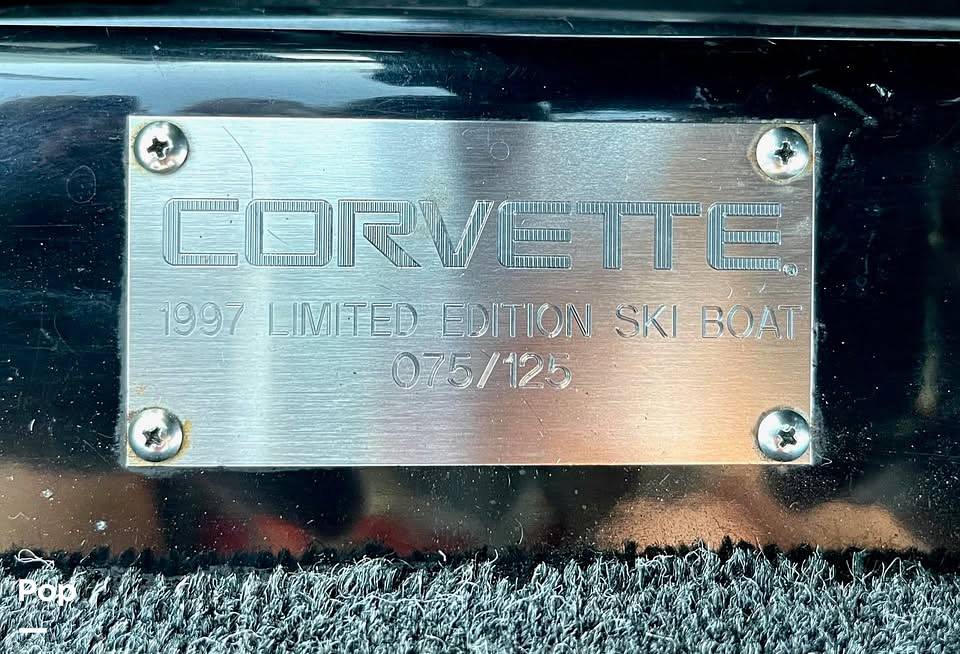 CORVETTE®
1997 LIMITED EDITION SKI BOAT
075/125
Pop